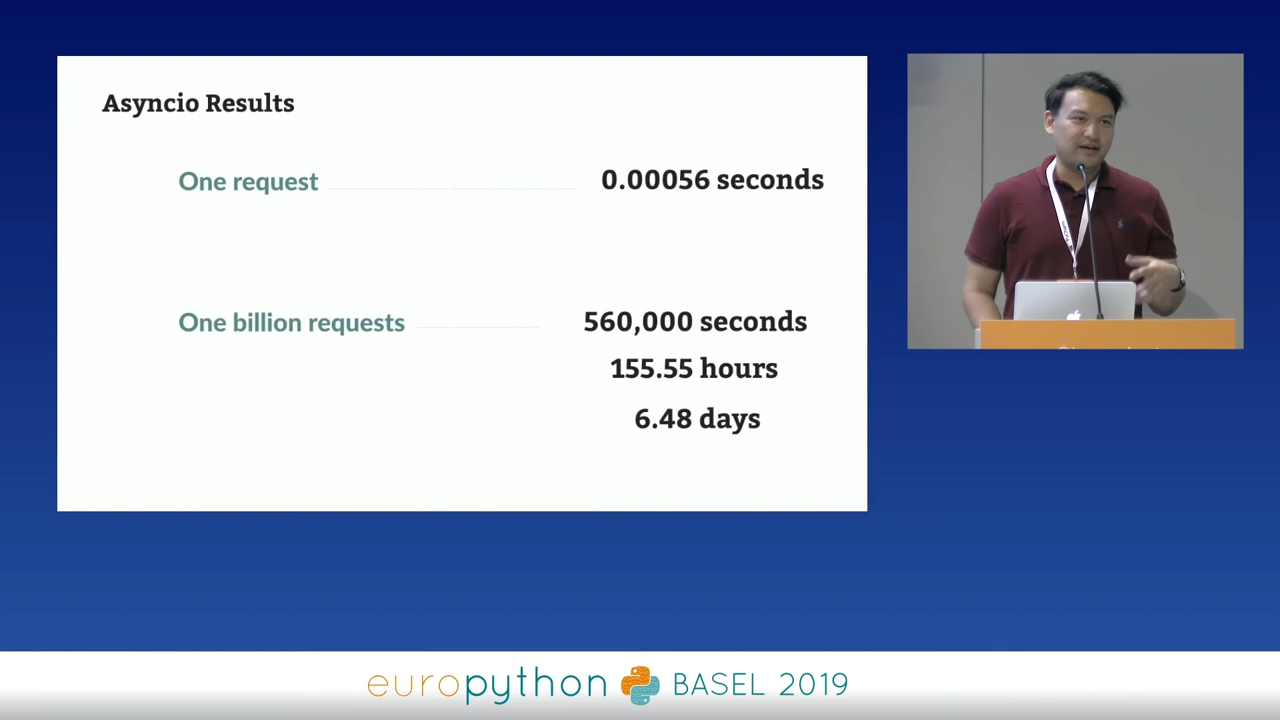 Asyncio Results
One request 0.00056 seconds
One billion requests 560,000 seconds
155.55 hours
6.48 days
europython BASEL 2019